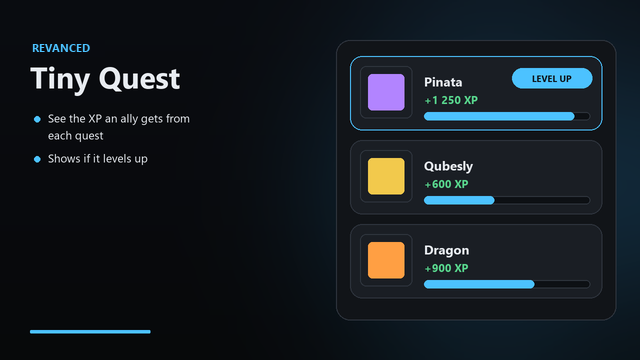 REVANCED
Tiny Quest
See the XP an ally gets from
each quest
Shows if it levels up
Pinata
LEVEL UP
+1 250 XP
Qubesly
+600 XP
Dragon
+900 XP